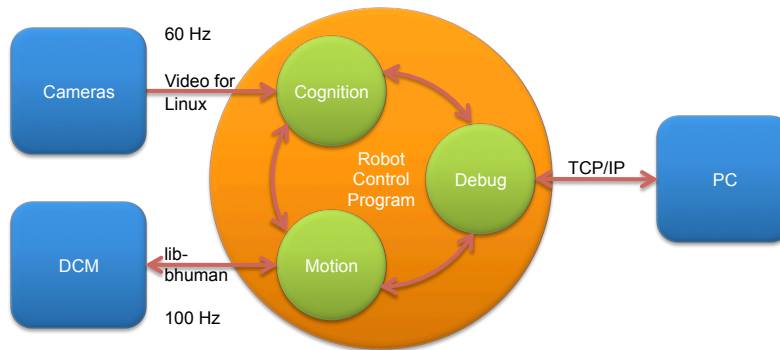 60 Hz
Cameras
Video for
Linux
Cognition
Robot
Control
Program
Debug
TCP/IP
PC
DCM
lib-
bhuman
Motion
100 Hz